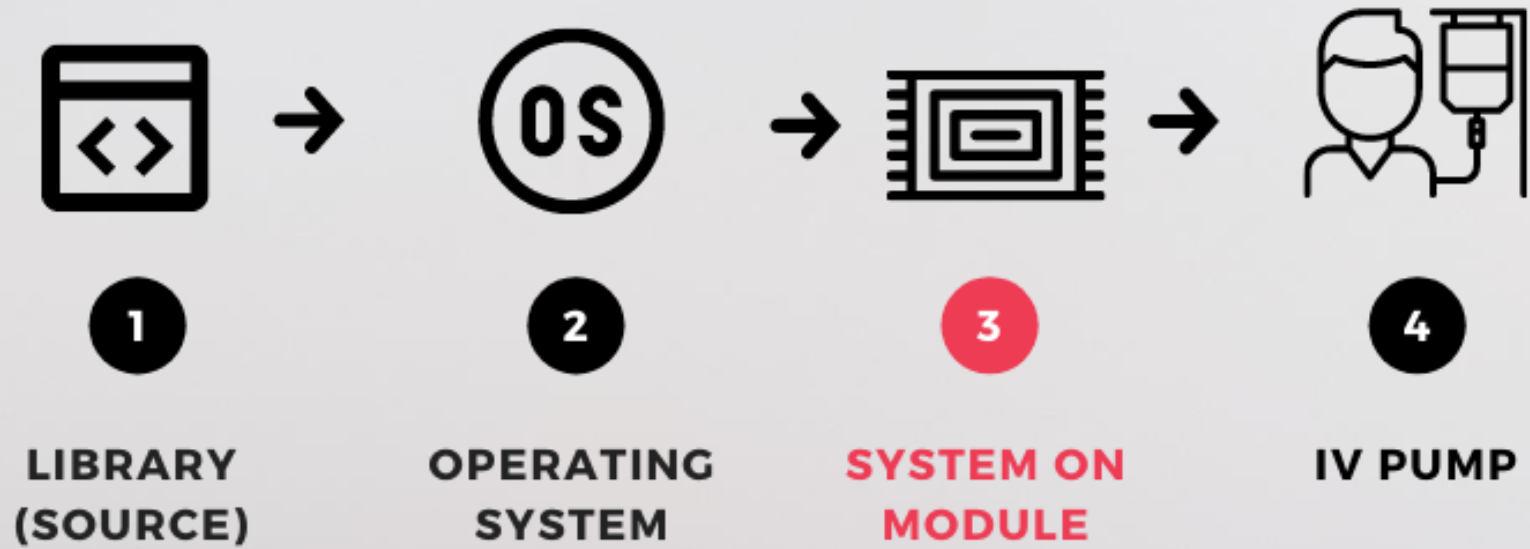 OS
1
2
3
4
LIBRARY
(SOURCE)
OPERATING
SYSTEM
SYSTEM ON
MODULE
IV PUMP